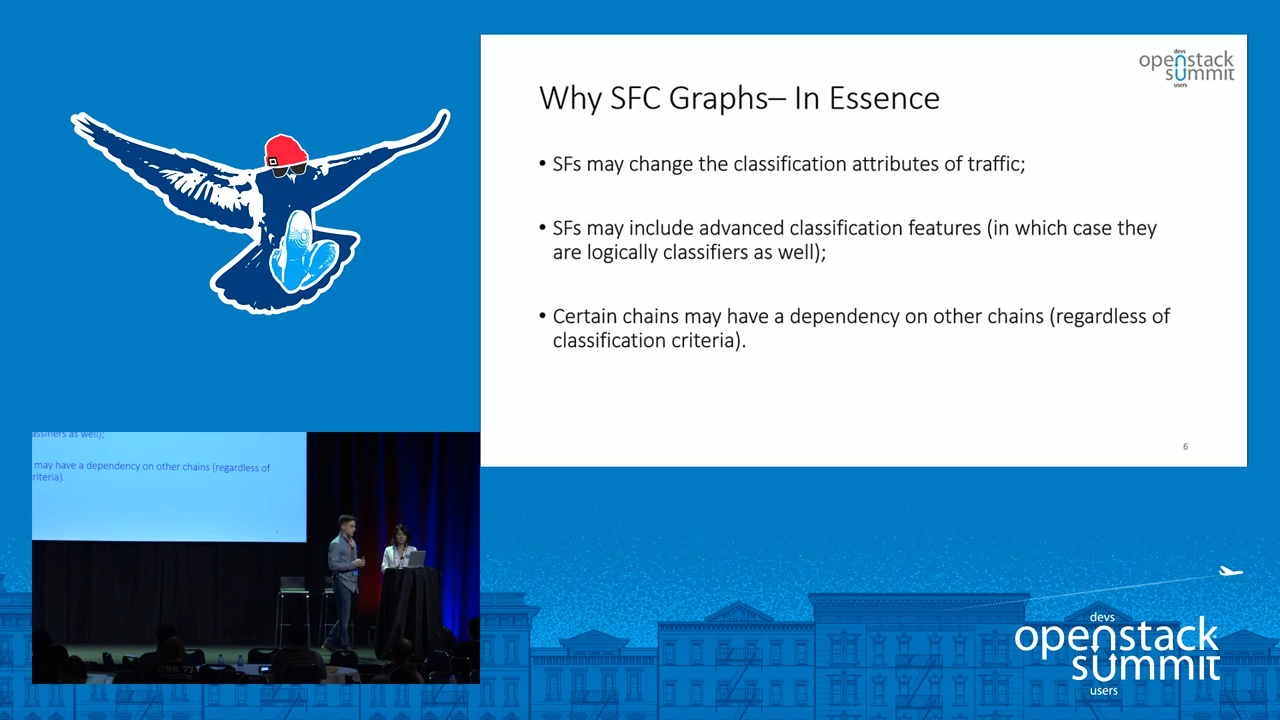 devs
openstack
summit
users
Why SFC Graphs– In Essence
• SFs may change the classification attributes of traffic;
• SFs may include advanced classification features (in which case they
are logically classifiers as well);
• Certain chains may have a dependency on other chains (regardless of
classification criteria).
6
assifiers as well);
may have a dependency on other chains (regardless of
riteria).
devs
openstack
summit
users